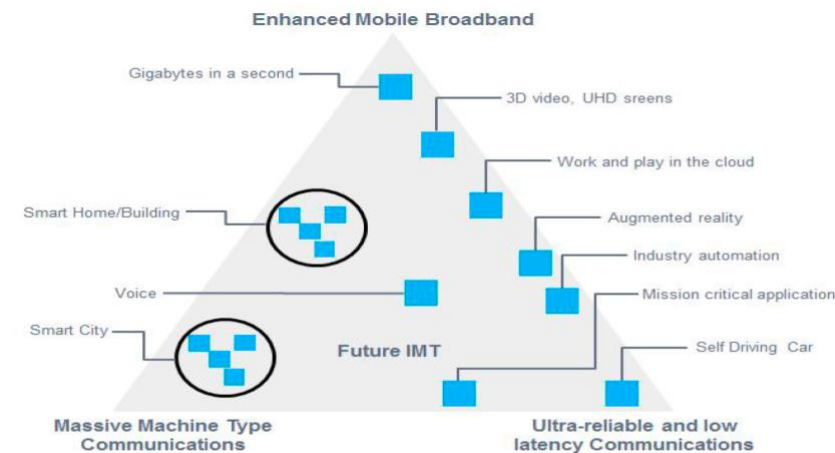 Enhanced Mobile Broadband
Gigabytes in a second
3D video, UHD sreens
Work and play in the cloud
Smart Home/Building
Augmented reality
Industry automation
Voice
Mission critical application
Smart City
Future IMT
Self Driving Car
Massive Machine Type
Communications
Ultra-reliable and low
latency Communications